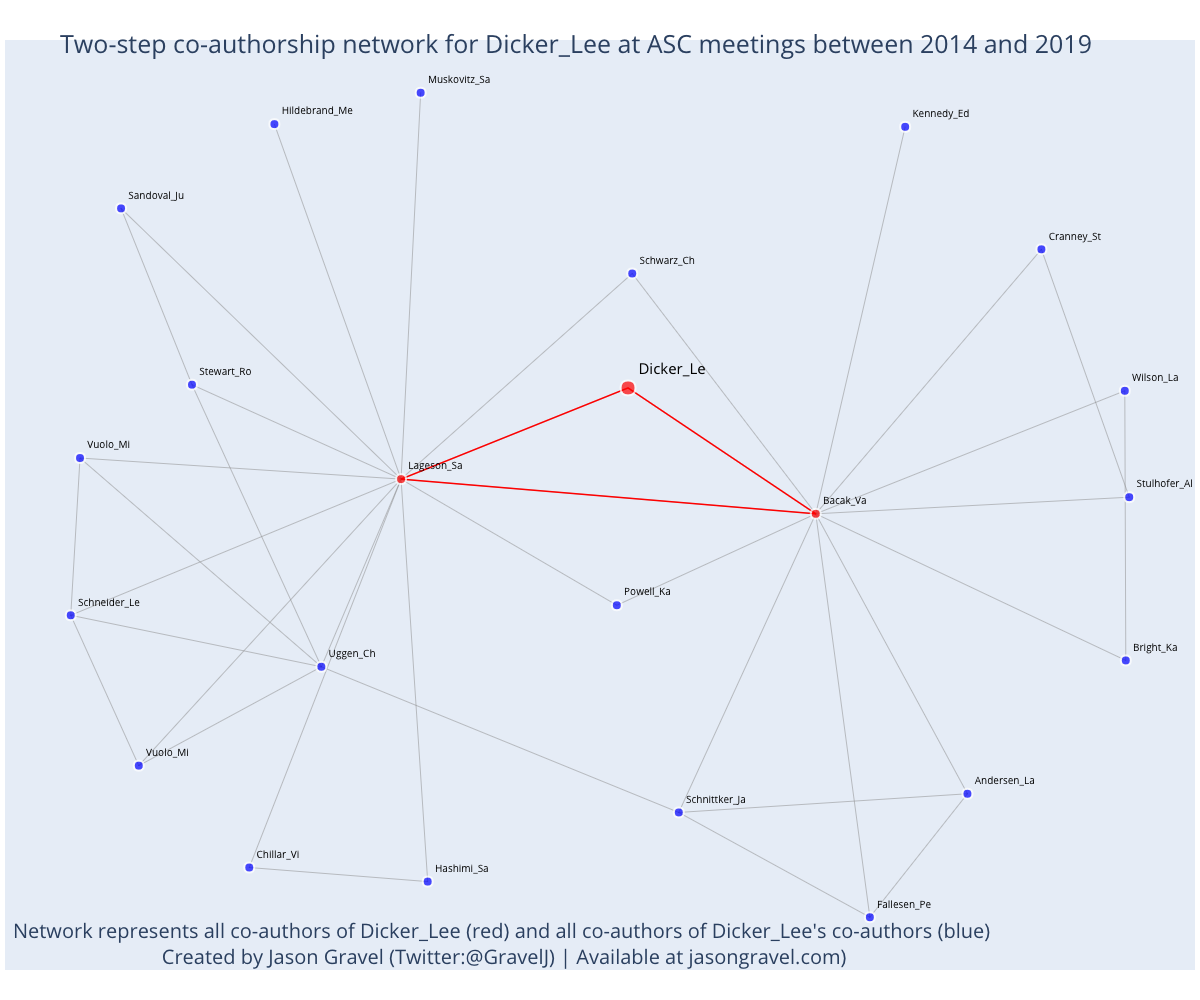 Two-step co-authorship network for Dicker_Lee at ASC meetings between 2014 and 2019
Muskovitz_Sa
Hildebrand_Me
Kennedy_Ed
Sandoval_Ju
Cranney_St
Schwarz_Ch
Dicker_Le
Stewart_Ro
Wilson_La
Vuolo_Mi
Lageson_Sa
Stulhofer_Al
Bacak_Va
Powell_Ka
Schneider_Le
Bright_Ka
Uggen_Ch
Vuolo_Mi
Andersen_La
Schnittker_Ja
Chillar_Vi
Hashimi_Sa
Fallesen_Pe
Network represents all co-authors of Dicker_Lee (red) and all co-authors of Dicker_Lee's co-authors (blue)
Created by Jason Gravel (Twitter:@GravelJ) | Available at jasongravel.com)